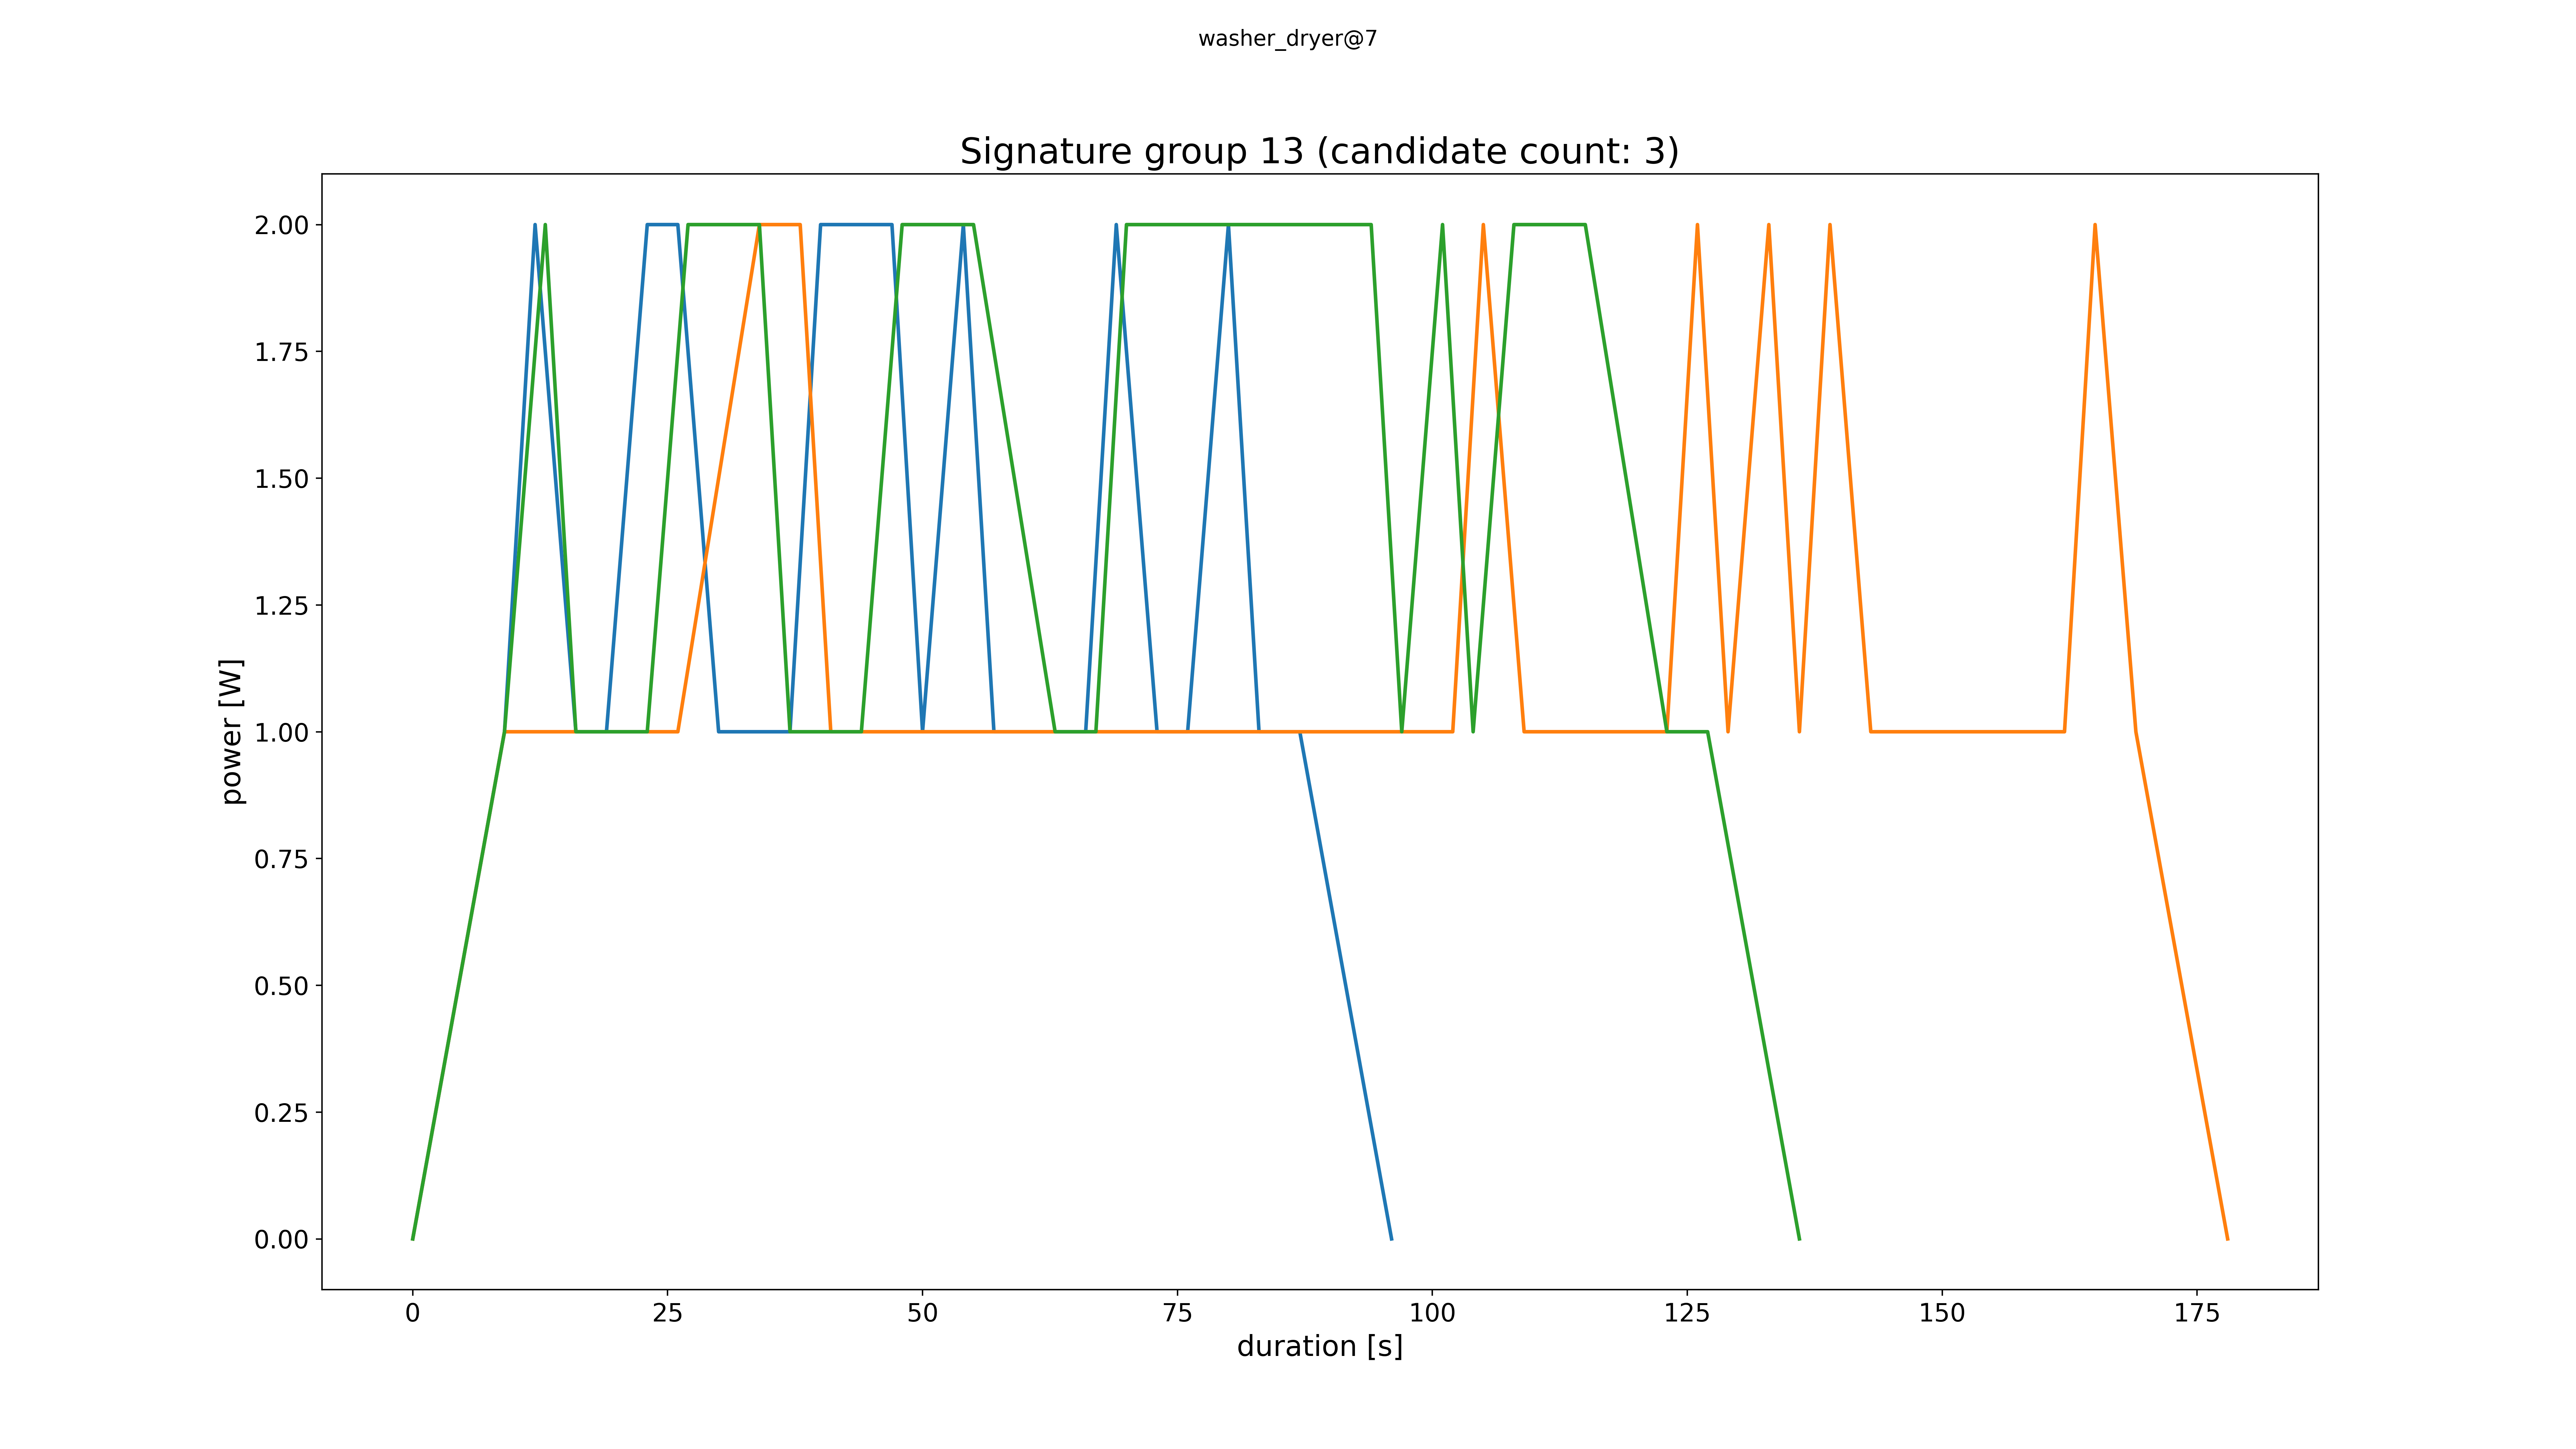 washer_dryer@7
Signature group 13 (candidate count: 3)
2.00
1.75
1.50
1.25
1.00
0.75
0.50
0.25
0.00
power [W]
0 25 50 75 100 125 150 175
duration [s]